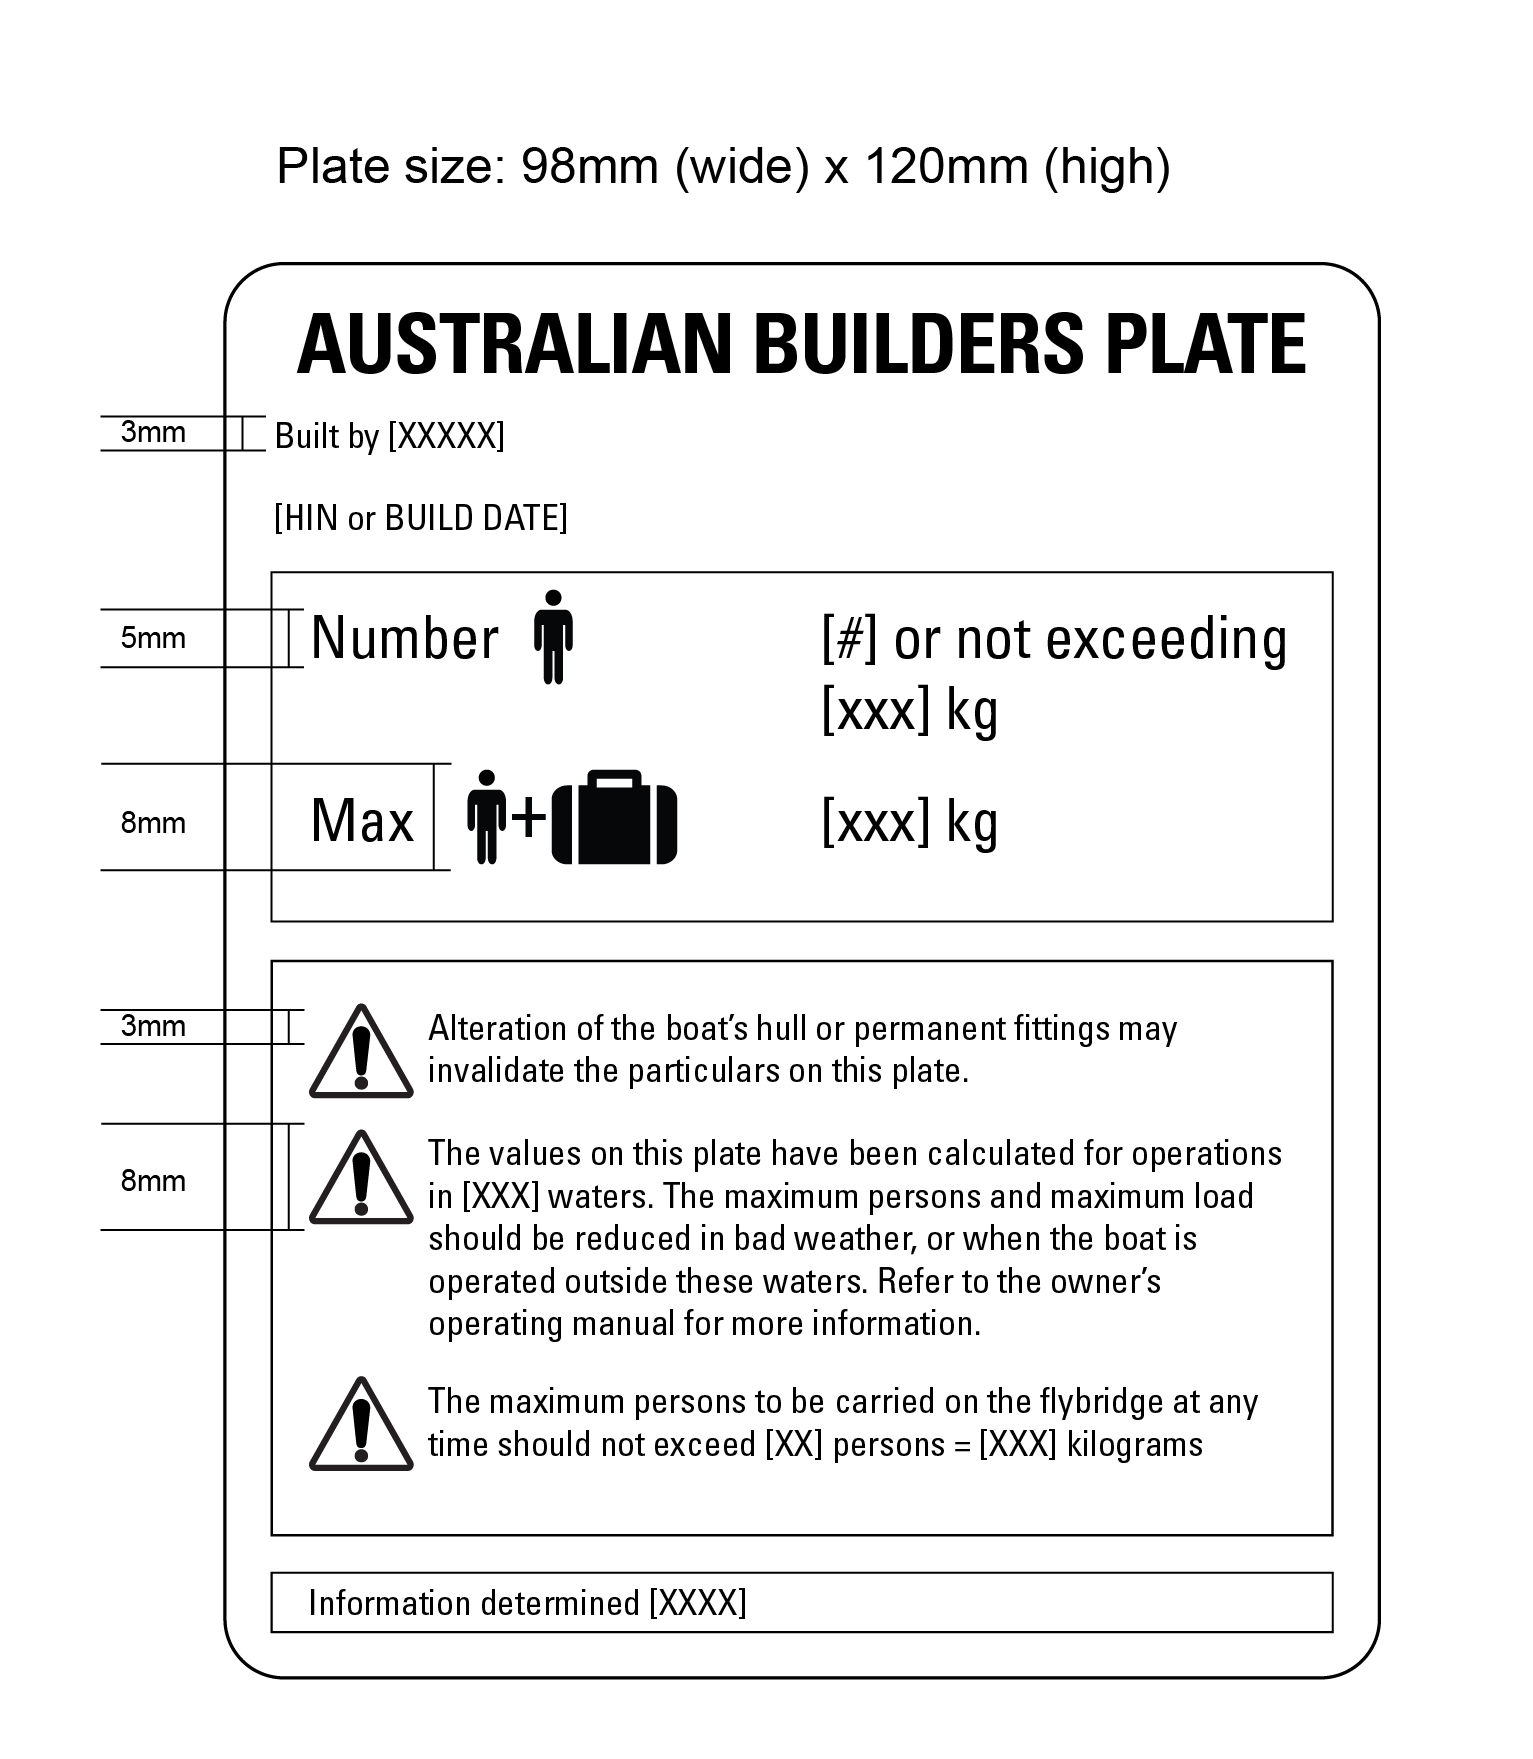 Plate size: 98mm (wide) x 120mm (high)
AUSTRALIAN BUILDERS PLATE
3mm
Built by [XXXXX]
[HIN or BUILD DATE]
5mm
Number
[#] or not exceeding
[xxx] kg
8mm
Max
+
[xxx] kg
3mm
Alteration of the boat’s hull or permanent fittings may
invalidate the particulars on this plate.
8mm
The values on this plate have been calculated for operations
in [XXX] waters. The maximum persons and maximum load
should be reduced in bad weather, or when the boat is
operated outside these waters. Refer to the owner’s
operating manual for more information.
The maximum persons to be carried on the flybridge at any
time should not exceed [XX] persons = [XXX] kilograms
Information determined [XXXX]